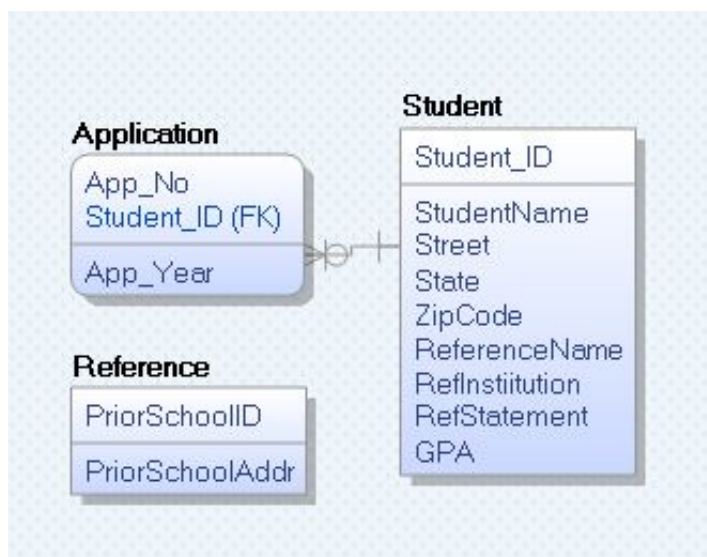 Application
App_No
Student_ID (FK)
App_Year
Reference
PriorSchoolID
PriorSchoolAddr
Student
Student_ID
StudentName
Street
State
ZipCode
ReferenceName
RefInstiitution
RefStatement
GPA